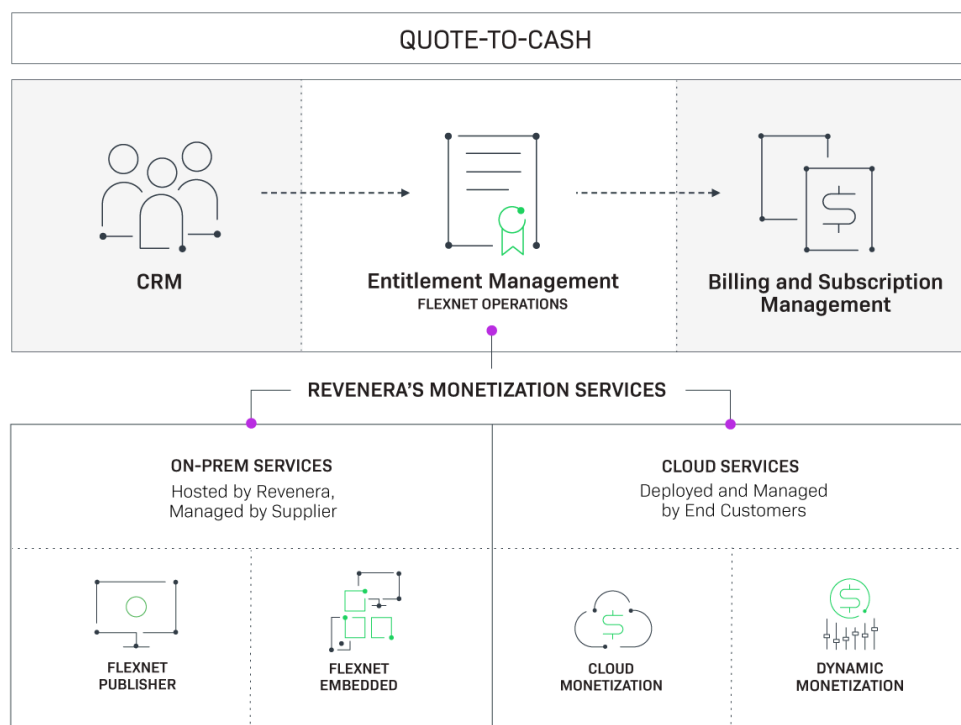 QUOTE-TO-CASH
CRM
Entitlement Management
FLEXNET OPERATIONS
Billing and Subscription
Management
REVENERA'S MONETIZATION SERVICES
ON-PREM SERVICES
Hosted by Revenera,
Managed by Supplier
CLOUD SERVICES
Deployed and Managed
by End Customers
FLEXNET
PUBLISHER
FLEXNET
EMBEDDED
CLOUD
MONETIZATION
DYNAMIC
MONETIZATION